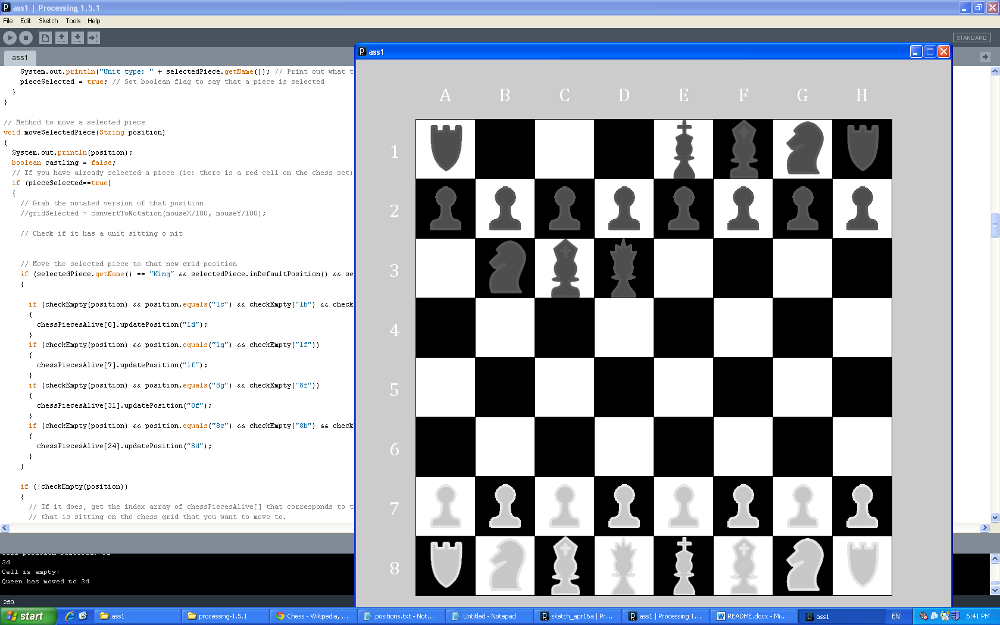 ass1 | Processing 1.5.1
File Edit Sketch Tools Help
STANDARD
ass1
System.out.println("Unit type: " + selectedPiece.getName()); // Print out what t
pieceSelected = true; // Set boolean flag to say that a piece is selected
}
}
// Method to move a selected piece
void moveSelectedPiece(String position)
{
System.out.println(position);
boolean castling = false;
// If you have already selected a piece (ie: there is a red cell on the chess set)
if (pieceSelected==true)
{
// Grab the notated version of that position
//gridSelected = convertToNotation(mouseX/100, mouseY/100);
// Check if it has a unit sitting o nit
// Move the selected piece to that new grid position
if (selectedPiece.getName() == "King" && selectedPiece.inDefaultPosition() && se
{
if (checkEmpty(position) && position.equals("1c") && checkEmpty("1b") && check
{
chessPiecesAlive[0].updatePosition("1d");
}
if (checkEmpty(position) && position.equals("1g") && checkEmpty("1f"))
{
chessPiecesAlive[7].updatePosition("1f");
}
if (checkEmpty(position) && position.equals("8g") && checkEmpty("8f"))
{
chessPiecesAlive[31].updatePosition("8f");
}
if (checkEmpty(position) && position.equals("8c") && checkEmpty("8b") && check
{
chessPiecesAlive[24].updatePosition("8d");
}
}
if (!checkEmpty(position))
{
// If it does, get the index array of chessPiecesAlive[] that corresponds to t
// that is sitting on the chess grid that you want to move to.
Cell position selected: 3d
3d
Cell is empty!
Queen has moved to 3d
250
ass1
A B C D E F G H
1
2
3
4
5
6
7
8
start
ass1
processing-1.5.1
Chess - Wikipedia, ...
positions.txt - Not...
Untitled - Notepad
sketch_apr16a | Pr...
ass1 | Processing 1...
README.docx - Mi...
ass1
EN
6:41 PM